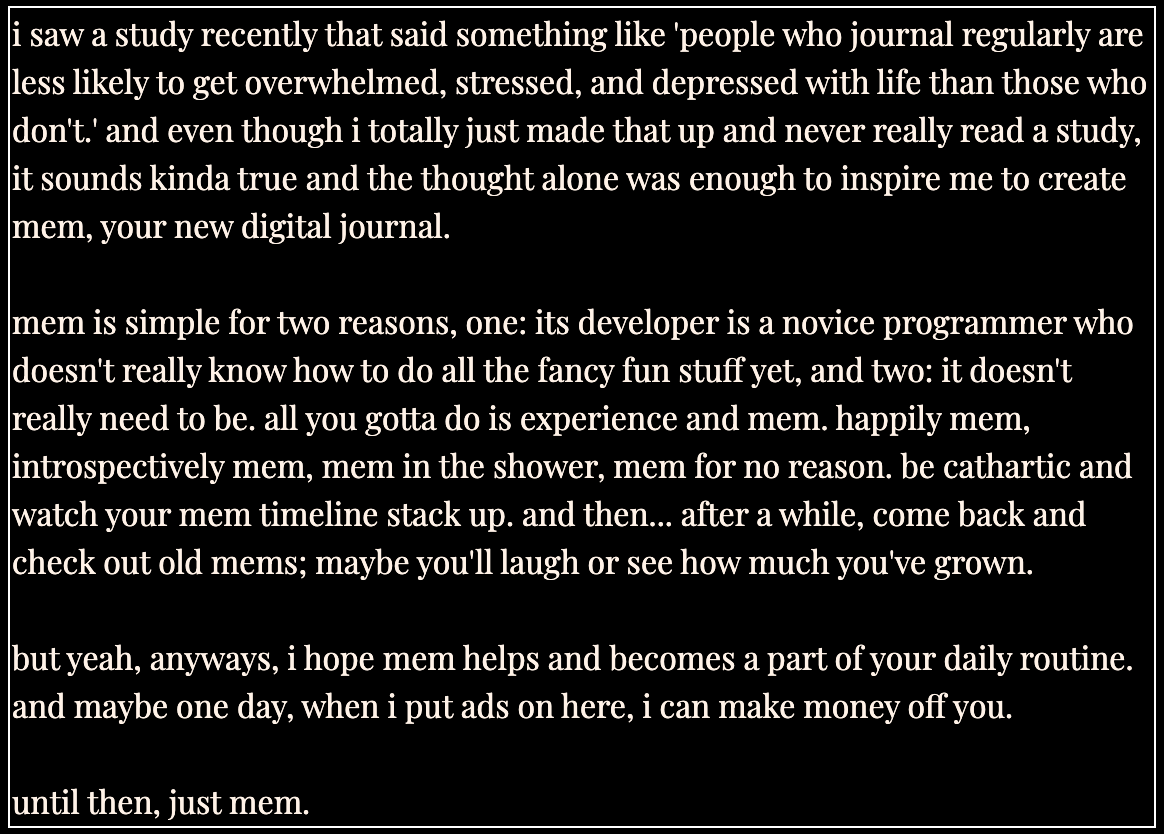 i saw a study recently that said something like 'people who journal regularly are
less likely to get overwhelmed, stressed, and depressed with life than those who
don't.' and even though i totally just made that up and never really read a study,
it sounds kinda true and the thought alone was enough to inspire me to create
mem, your new digital journal.
mem is simple for two reasons, one: its developer is a novice programmer who
doesn't really know how to do all the fancy fun stuff yet, and two: it doesn't
really need to be. all you gotta do is experience and mem. happily mem,
introspectively mem, mem in the shower, mem for no reason. be cathartic and
watch your mem timeline stack up. and then... after a while, come back and
check out old mems; maybe you'll laugh or see how much you've grown.
but yeah, anyways, i hope mem helps and becomes a part of your daily routine.
and maybe one day, when i put ads on here, i can make money off you.
until then, just mem.